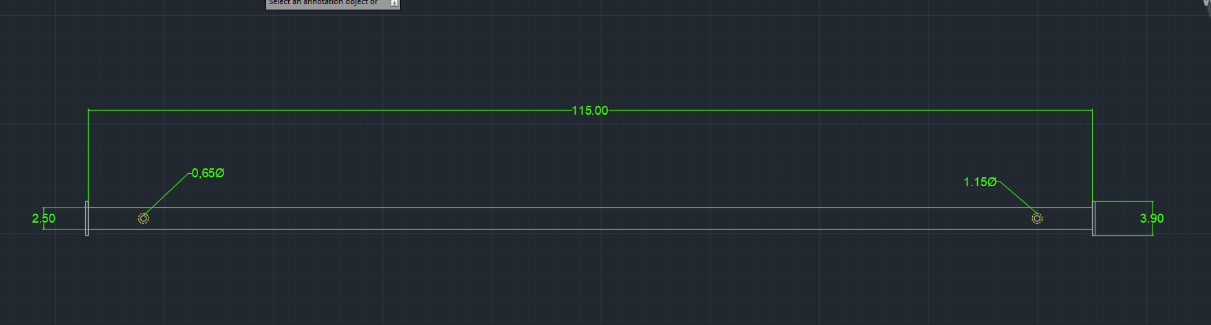 Select an annotation object or
115.00
0,65Ø
1.15Ø
2.50
3.90